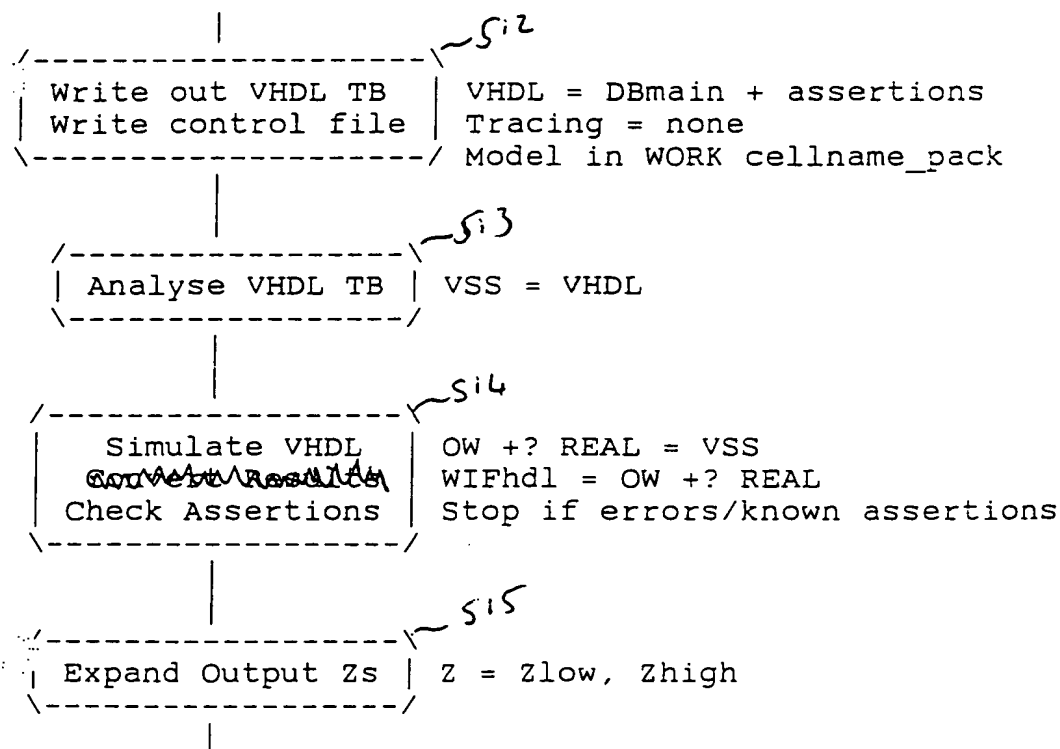 Si2
Write out VHDL TB VHDL = DBmain + assertions
Write control file Tracing = none
Model in WORK cellname_pack
Si3
Analyse VHDL TB VSS = VHDL
Si4
Simulate VHDL OW +? REAL = VSS
Convert Results WIFhdl = OW +? REAL
Check Assertions Stop if errors/known assertions
Si5
Expand Output Zs Z = Zlow, Zhigh